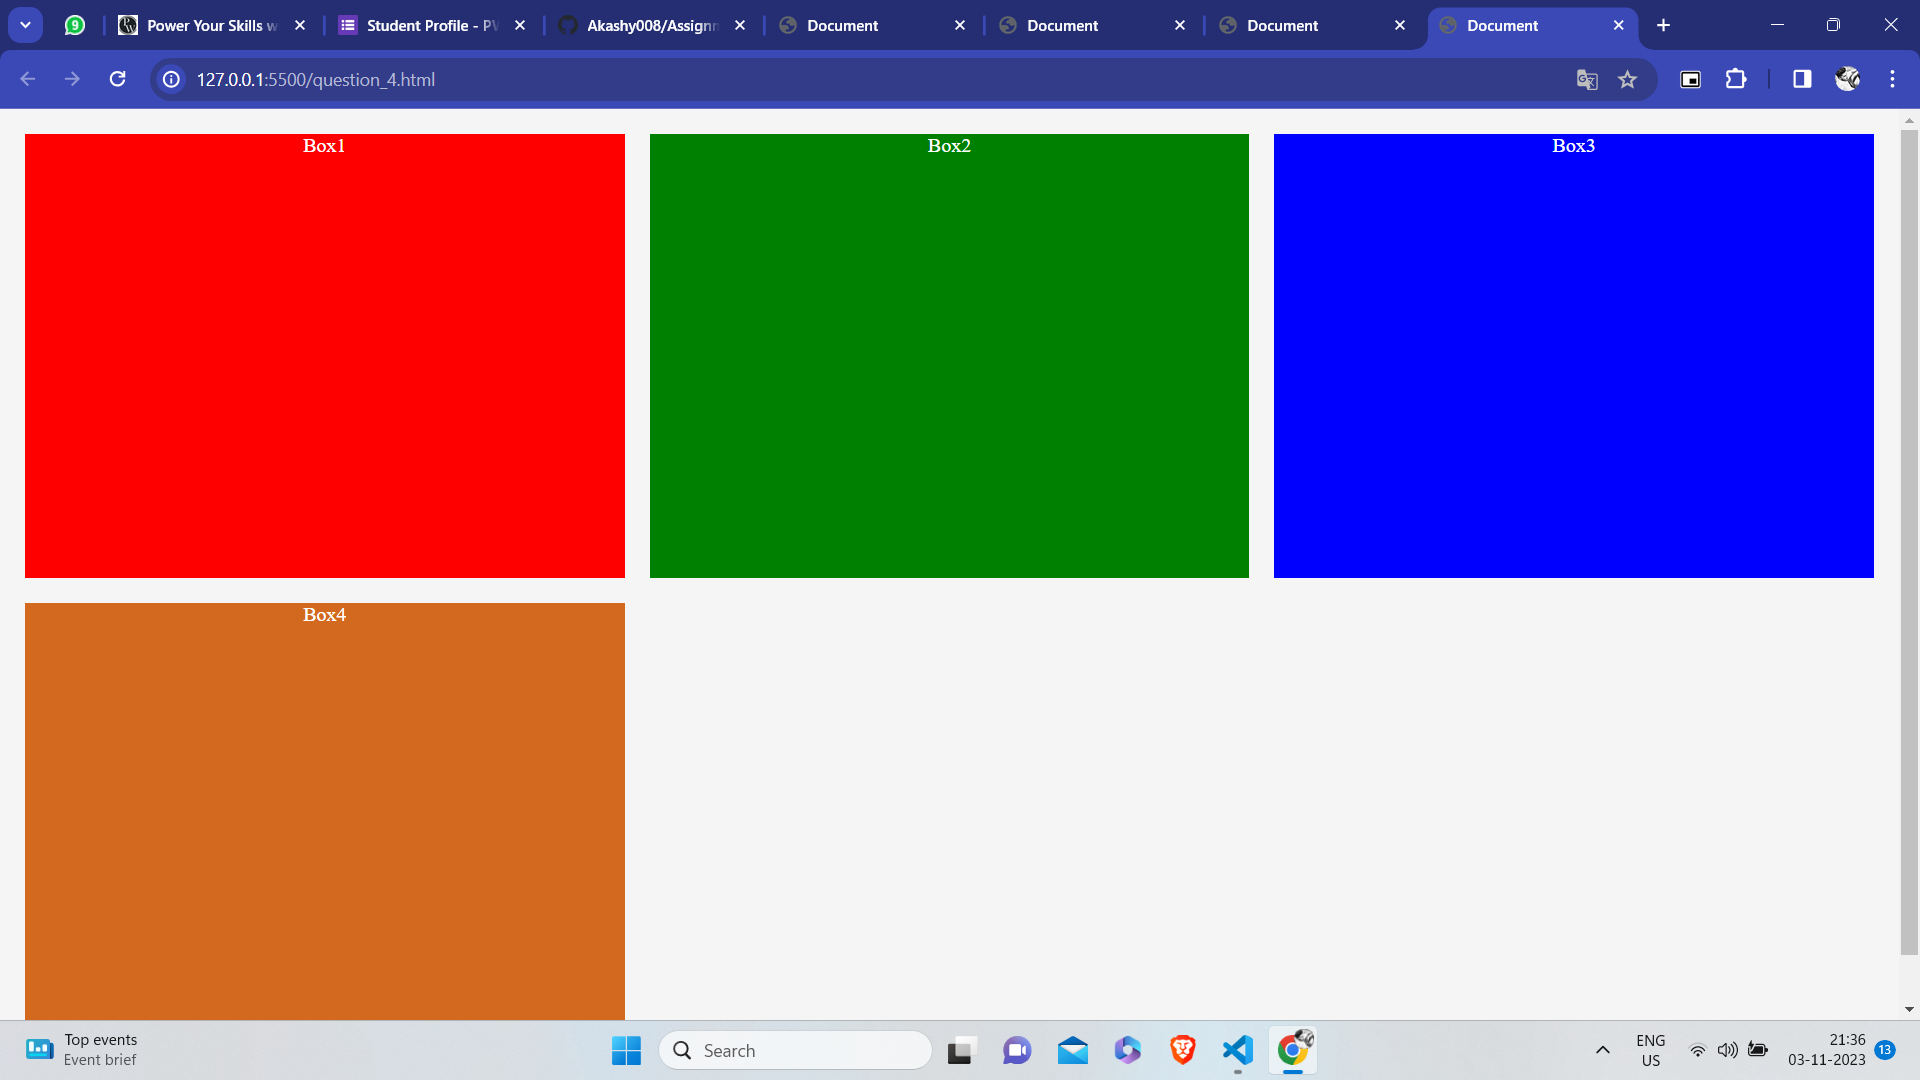 9
Power Your Skills w
Student Profile - PW
Akashy008/Assignm
Document
Document
Document
Document
127.0.0.1:5500/question_4.html
Box1
Box2
Box3
Box4
Top events
Event brief
Search
ENG
US
21:36
03-11-2023
13